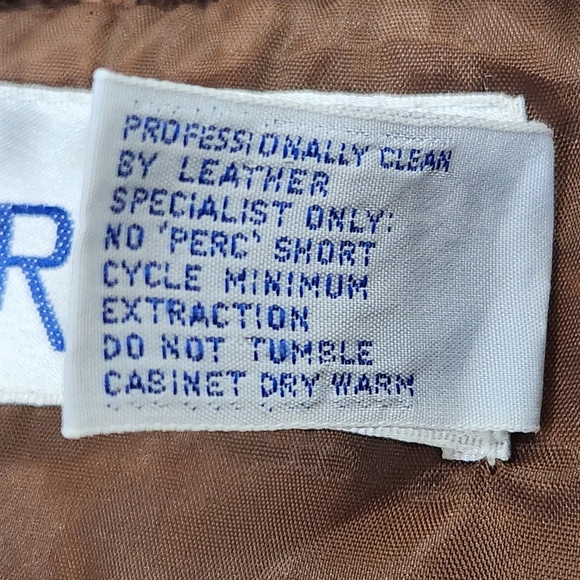 PROFESSIONALLY CLEAN
BY LEATHER
SPECIALIST ONLY:
NO 'PERC' SHORT
CYCLE MINIMUM
EXTRACTION
DO NOT TUMBLE
CABINET DRY WARM
R